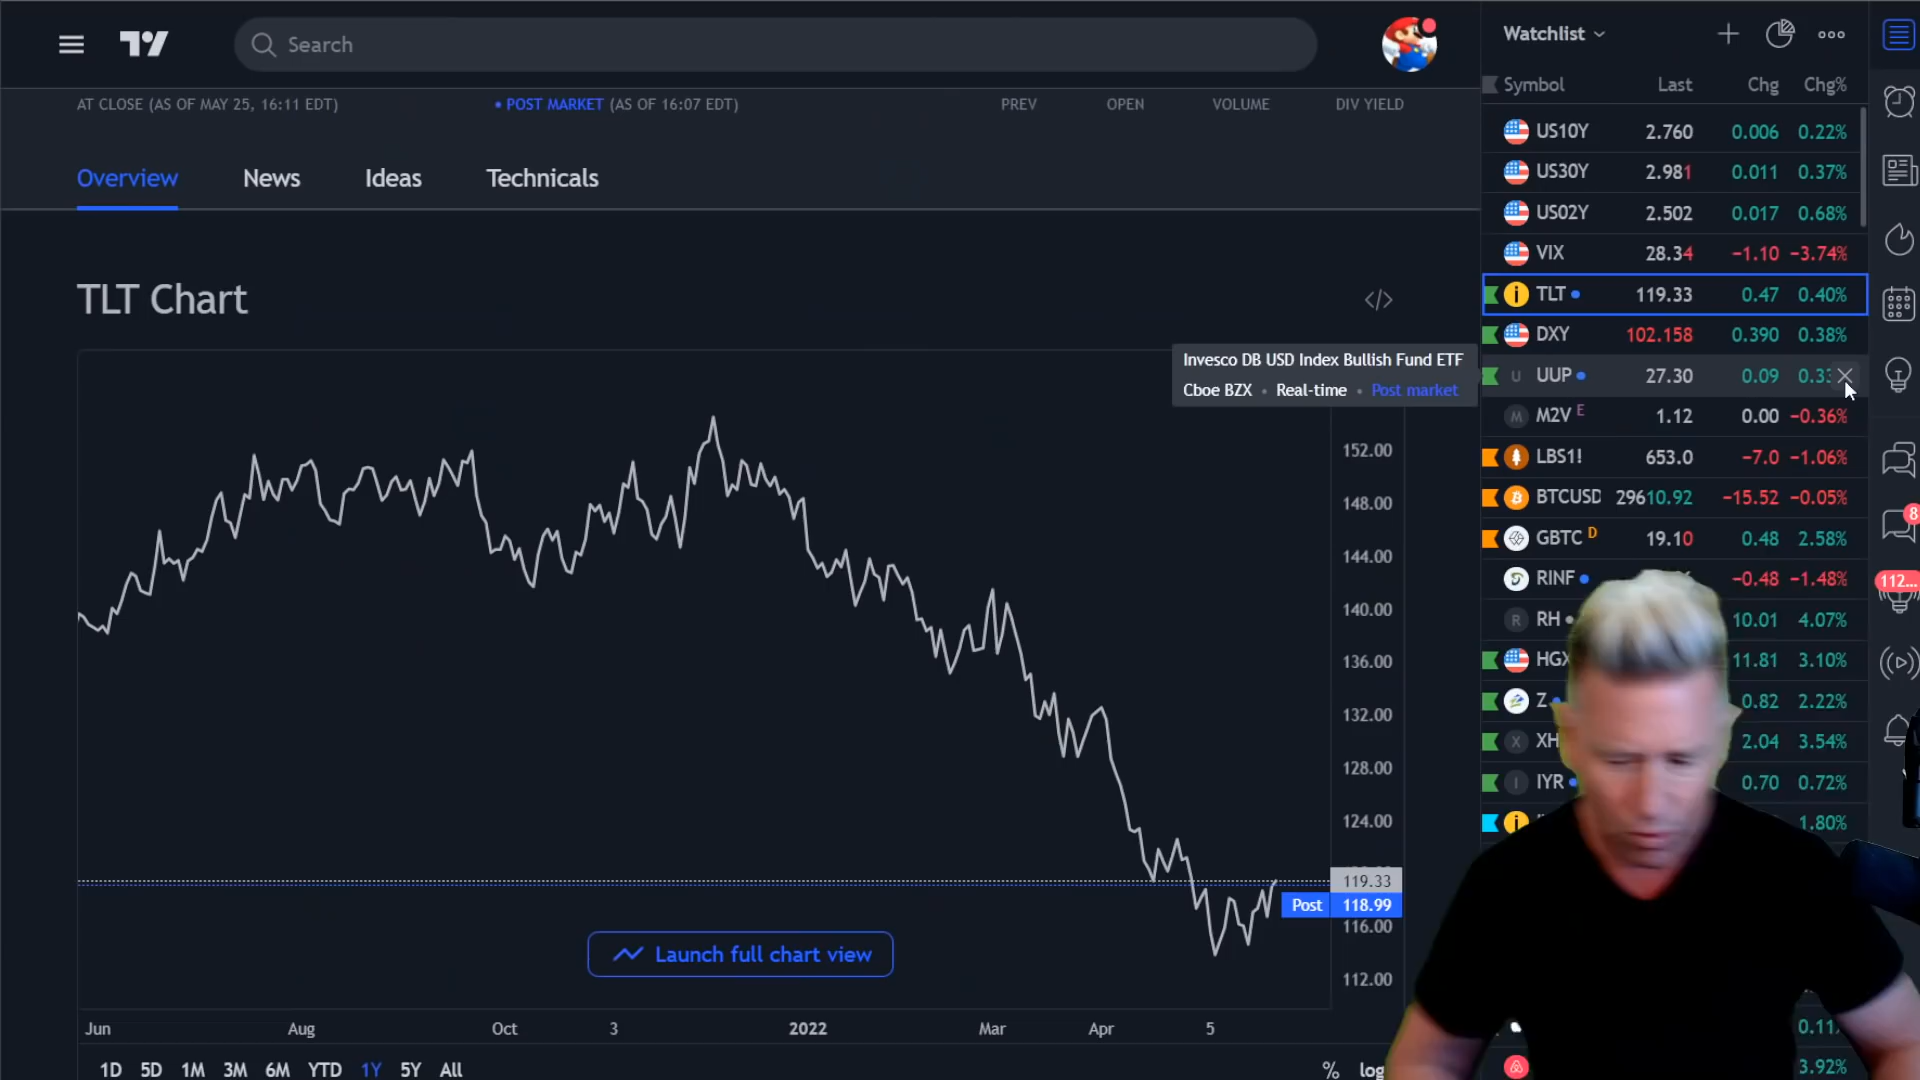 Search
AT CLOSE (AS OF MAY 25, 16:11 EDT)
• POST MARKET (AS OF 16:07 EDT)
PREV OPEN VOLUME DIV YIELD
Overview News Ideas Technicals
TLT Chart
</>
Invesco DB USD Index Bullish Fund ETF
Cboe BZX • Real-time • Post market
152.00
148.00
144.00
140.00
136.00
132.00
128.00
124.00
119.33
Post 118.99
116.00
112.00
Launch full chart view
Jun Aug Oct 3 2022 Mar Apr 5
1D 5D 1M 3M 6M YTD 1Y 5Y All
% log
Watchlist
Symbol Last Chg Chg%
US10Y 2.760 0.006 0.22%
US30Y 2.981 0.011 0.37%
US02Y 2.502 0.017 0.68%
VIX 28.34 −1.10 −3.74%
TLT 119.33 0.47 0.40%
DXY 102.158 0.390 0.38%
U UUP 27.30 0.09 0.33
M M2V E 1.12 0.00 −0.36%
LBS1! 653.0 −7.0 −1.06%
BTCUSD 29610.92 −15.52 −0.05%
GBTC D 19.10 0.48 2.58%
RINF −0.48 −1.48%
R RH 10.01 4.07%
HGX 11.81 3.10%
Z 0.82 2.22%
X XH 2.04 3.54%
I IYR 0.70 0.72%
i 1.80%
0.11
3.92%
8
112...